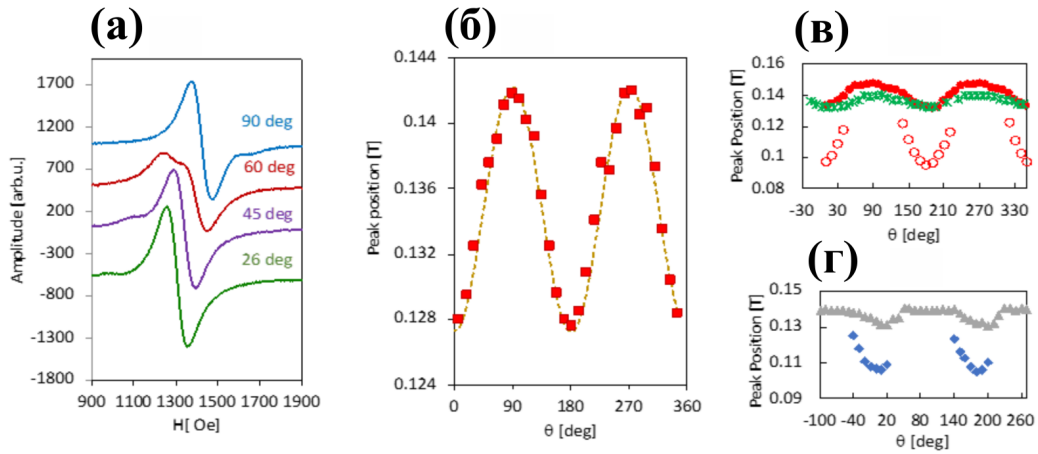 (а)
1700
1200
700
200
-300
-800
-1300
-1800
Amplitude [arb.u.]
90 deg
60 deg
45 deg
26 deg
900 1100 1300 1500 1700 1900
H[ Oe]
(б)
0.144
0.14
0.136
0.132
0.128
0.124
Peak position [T]
0 90 180 270 360
θ [deg]
(в)
0.16
0.14
0.12
0.1
0.08
Peak Position [T]
-30 30 90 150 210 270 330
θ [deg]
(г)
0.15
0.13
0.11
0.09
Peak Position [T]
-100 -40 20 80 140 200 260
θ [deg]